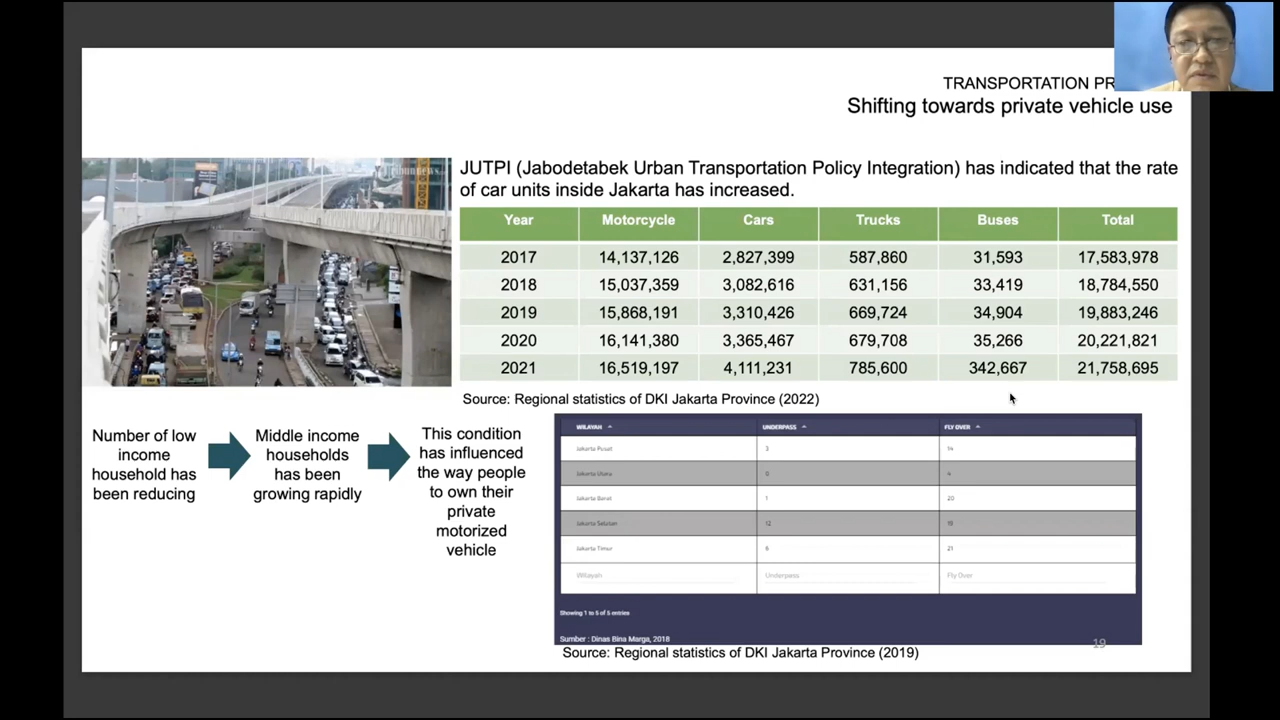 TRANSPORTATION PR
Shifting towards private vehicle use
JUTPI (Jabodetabek Urban Transportation Policy Integration) has indicated that the rate
of car units inside Jakarta has increased.
Year Motorcycle Cars Trucks Buses Total
2017 14,137,126 2,827,399 587,860 31,593 17,583,978
2018 15,037,359 3,082,616 631,156 33,419 18,784,550
2019 15,868,191 3,310,426 669,724 34,904 19,883,246
2020 16,141,380 3,365,467 679,708 35,266 20,221,821
2021 16,519,197 4,111,231 785,600 342,667 21,758,695
Source: Regional statistics of DKI Jakarta Province (2022)
Number of low
income
household has
been reducing
Middle income
households
has been
growing rapidly
This condition
has influenced
the way people
to own their
private
motorized
vehicle
WILAYAH UNDERPASS FLY OVER
Jakarta Pusat 3 14
Jakarta Utara 0 4
Jakarta Barat 1 20
Jakarta Selatan 12
Jakarta Timur 6 21
Wilayah Underpass Fly Over
Showing 1 to 5 of 5 entries
Sumber : Dinas Bina Marga, 2018
19
Source: Regional statistics of DKI Jakarta Province (2019)